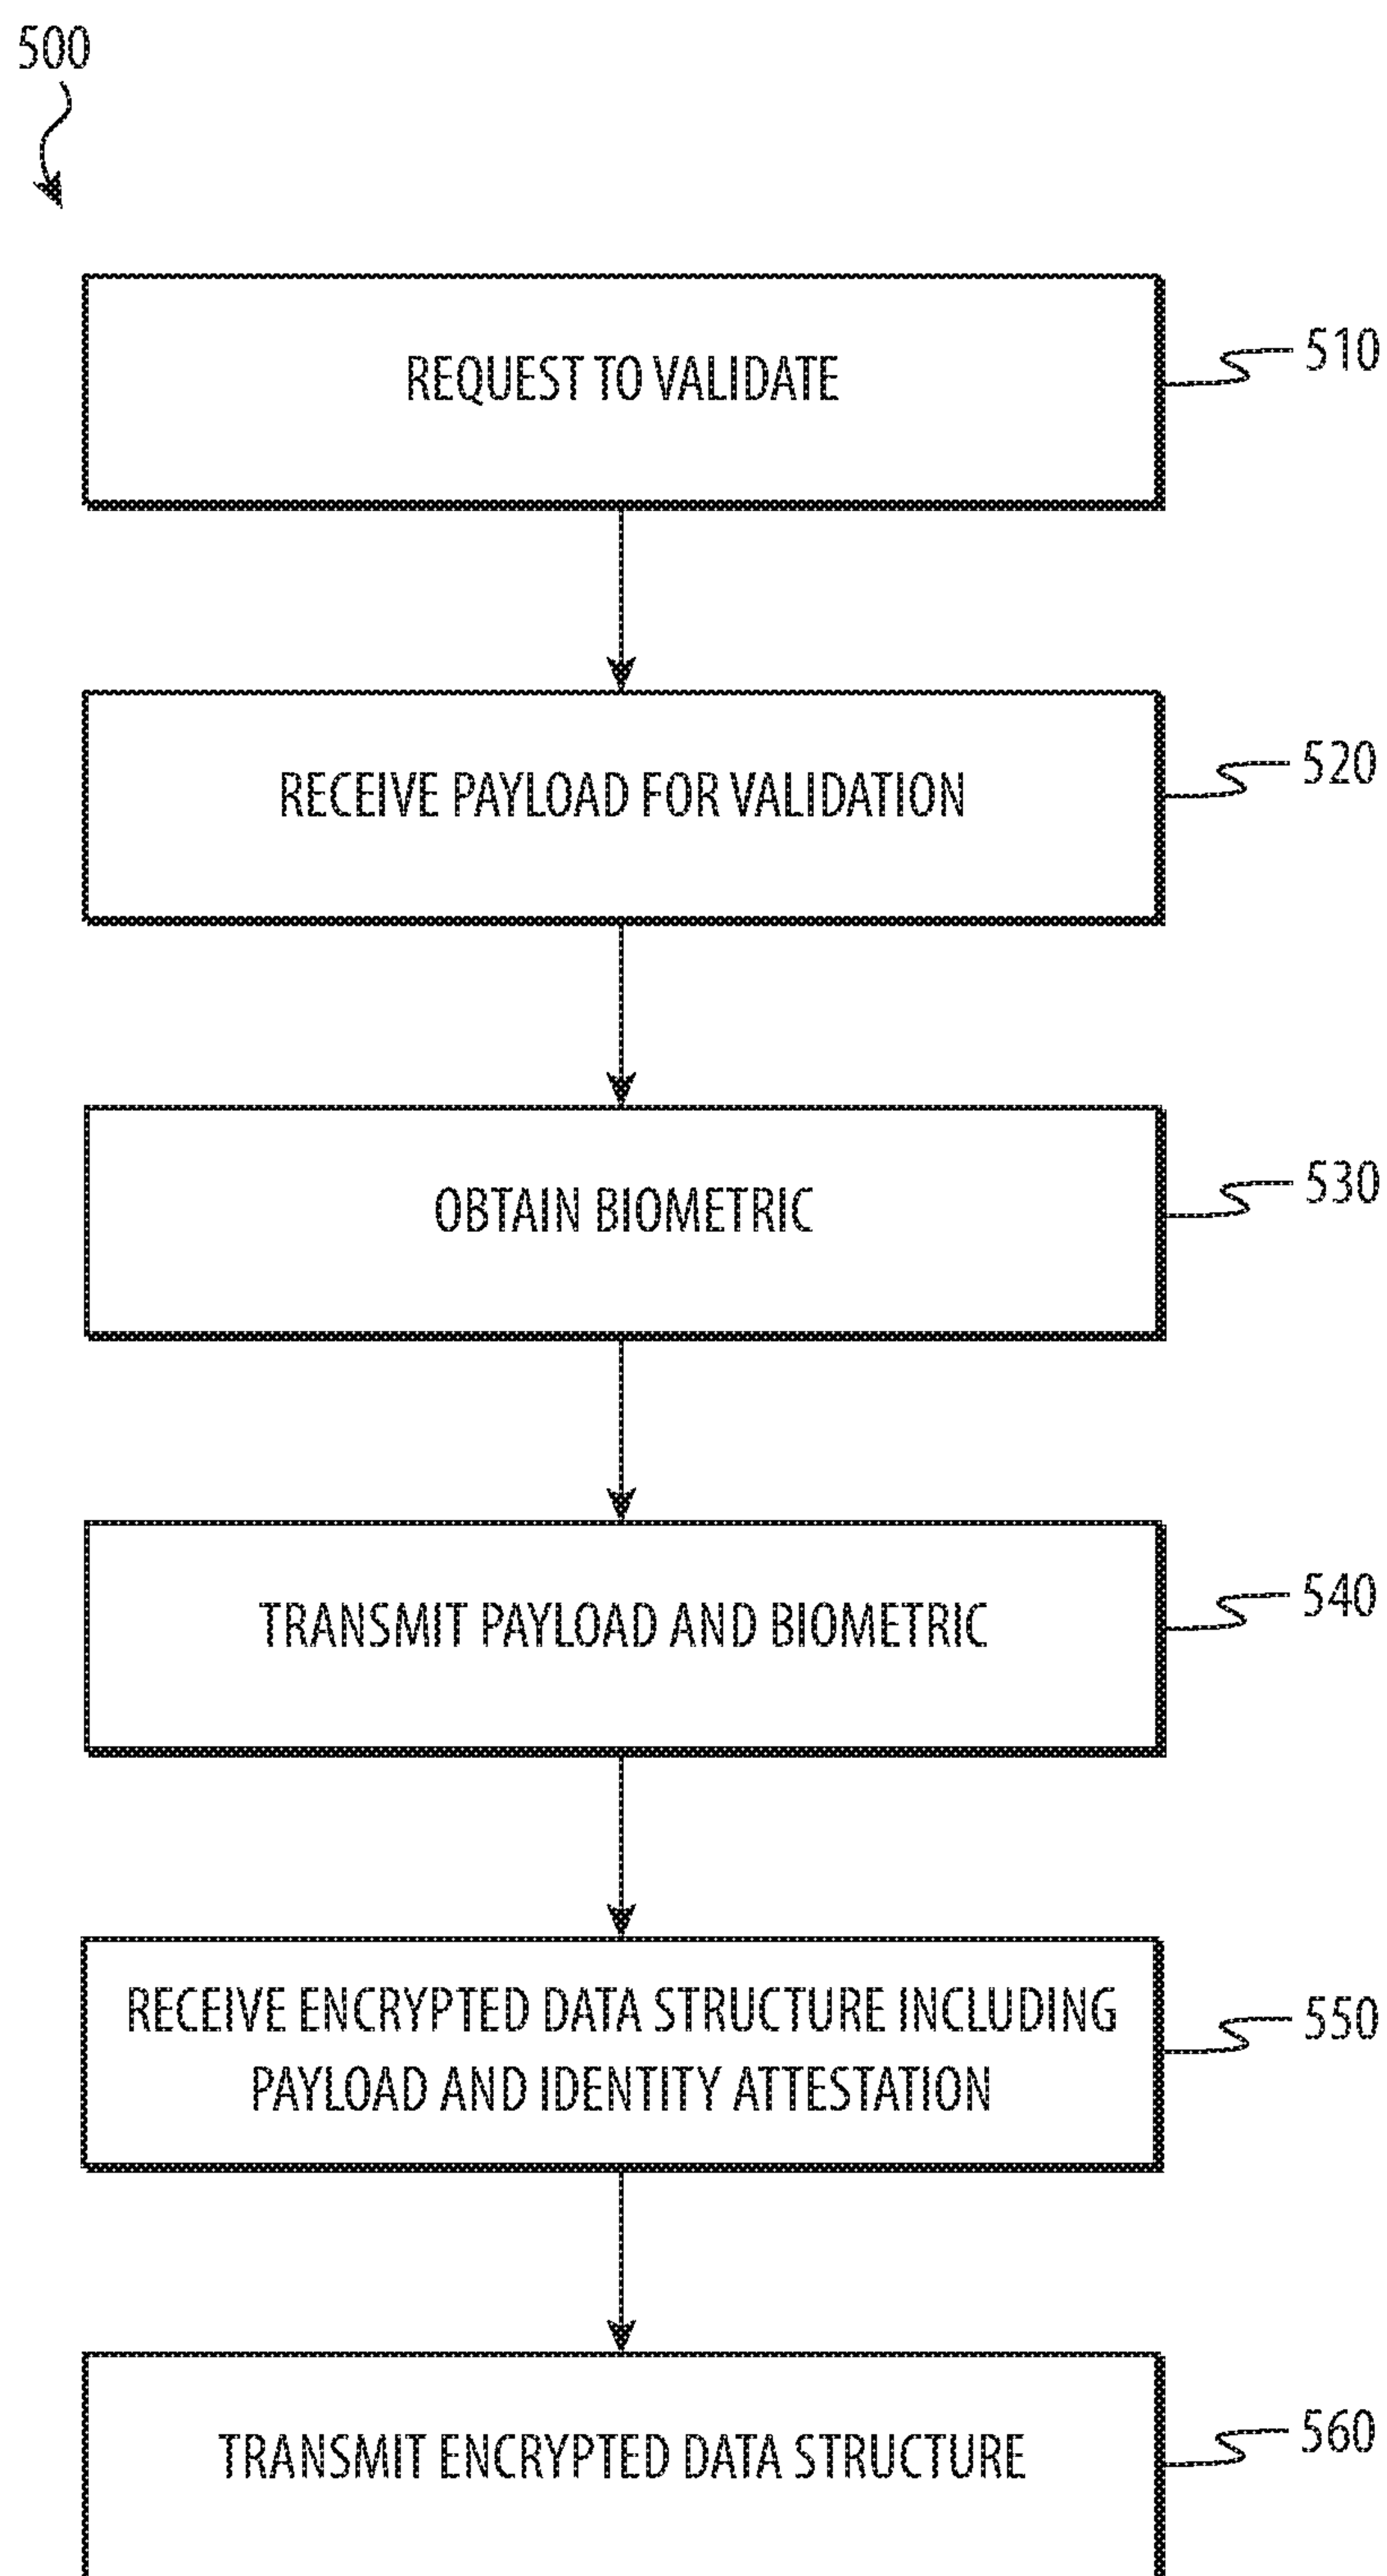 500
REQUEST TO VALIDATE
510
RECEIVE PAYLOAD FOR VALIDATION
520
OBTAIN BIOMETRIC
530
TRANSMIT PAYLOAD AND BIOMETRIC
540
RECEIVE ENCRYPTED DATA STRUCTURE INCLUDING
PAYLOAD AND IDENTITY ATTESTATION
550
TRANSMIT ENCRYPTED DATA STRUCTURE
560